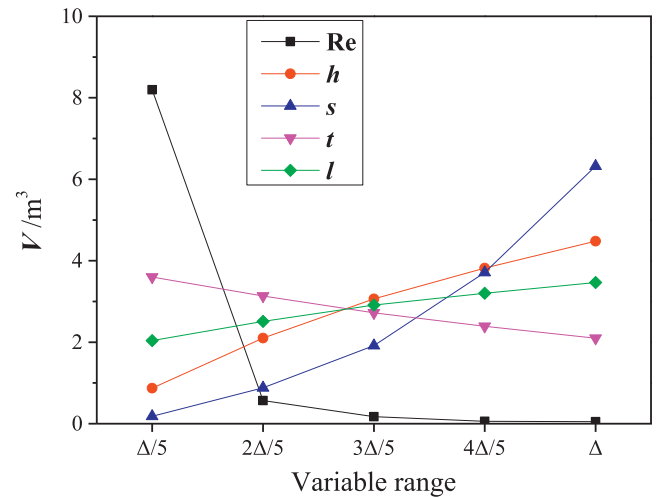 10
8
6
4
2
0
V /m³
Re
h
s
t
l
Δ/5 2Δ/5 3Δ/5 4Δ/5 Δ
Variable range